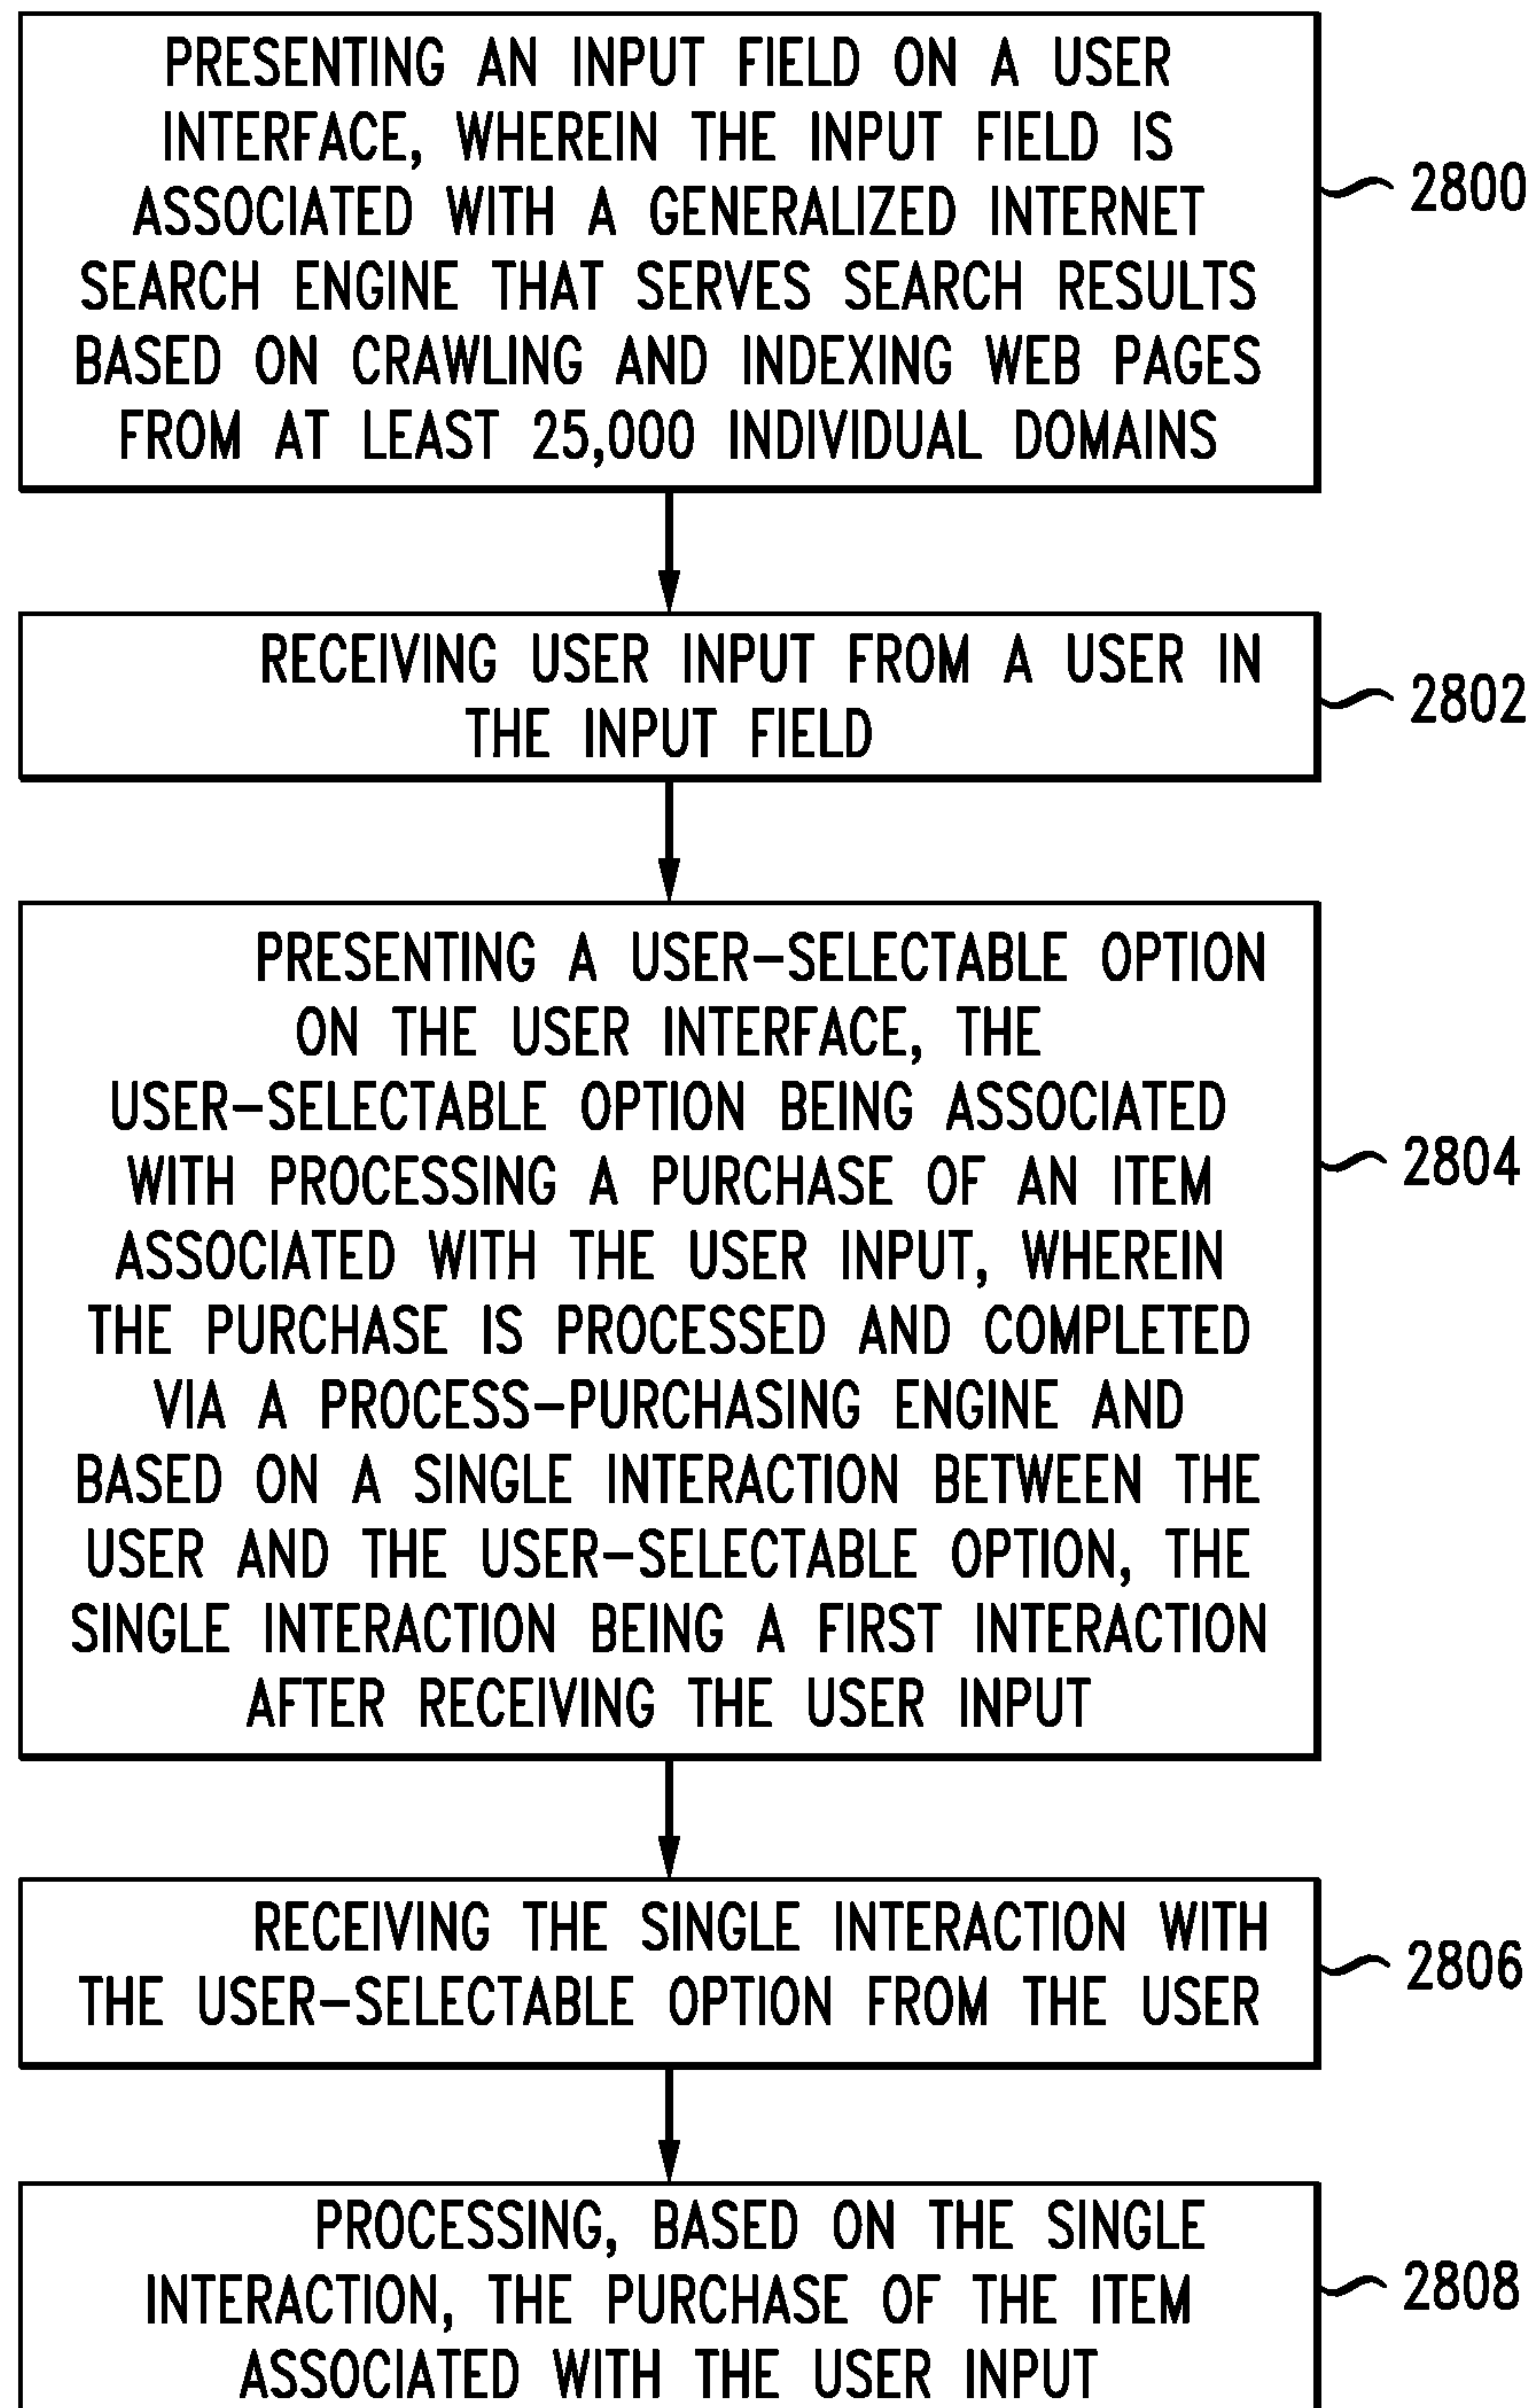 PRESENTING AN INPUT FIELD ON A USER
INTERFACE, WHEREIN THE INPUT FIELD IS
ASSOCIATED WITH A GENERALIZED INTERNET
SEARCH ENGINE THAT SERVES SEARCH RESULTS
BASED ON CRAWLING AND INDEXING WEB PAGES
FROM AT LEAST 25,000 INDIVIDUAL DOMAINS
2800
RECEIVING USER INPUT FROM A USER IN
THE INPUT FIELD
2802
PRESENTING A USER-SELECTABLE OPTION
ON THE USER INTERFACE, THE
USER-SELECTABLE OPTION BEING ASSOCIATED
WITH PROCESSING A PURCHASE OF AN ITEM
ASSOCIATED WITH THE USER INPUT, WHEREIN
THE PURCHASE IS PROCESSED AND COMPLETED
VIA A PROCESS-PURCHASING ENGINE AND
BASED ON A SINGLE INTERACTION BETWEEN THE
USER AND THE USER-SELECTABLE OPTION, THE
SINGLE INTERACTION BEING A FIRST INTERACTION
AFTER RECEIVING THE USER INPUT
2804
RECEIVING THE SINGLE INTERACTION WITH
THE USER-SELECTABLE OPTION FROM THE USER
2806
PROCESSING, BASED ON THE SINGLE
INTERACTION, THE PURCHASE OF THE ITEM
ASSOCIATED WITH THE USER INPUT
2808